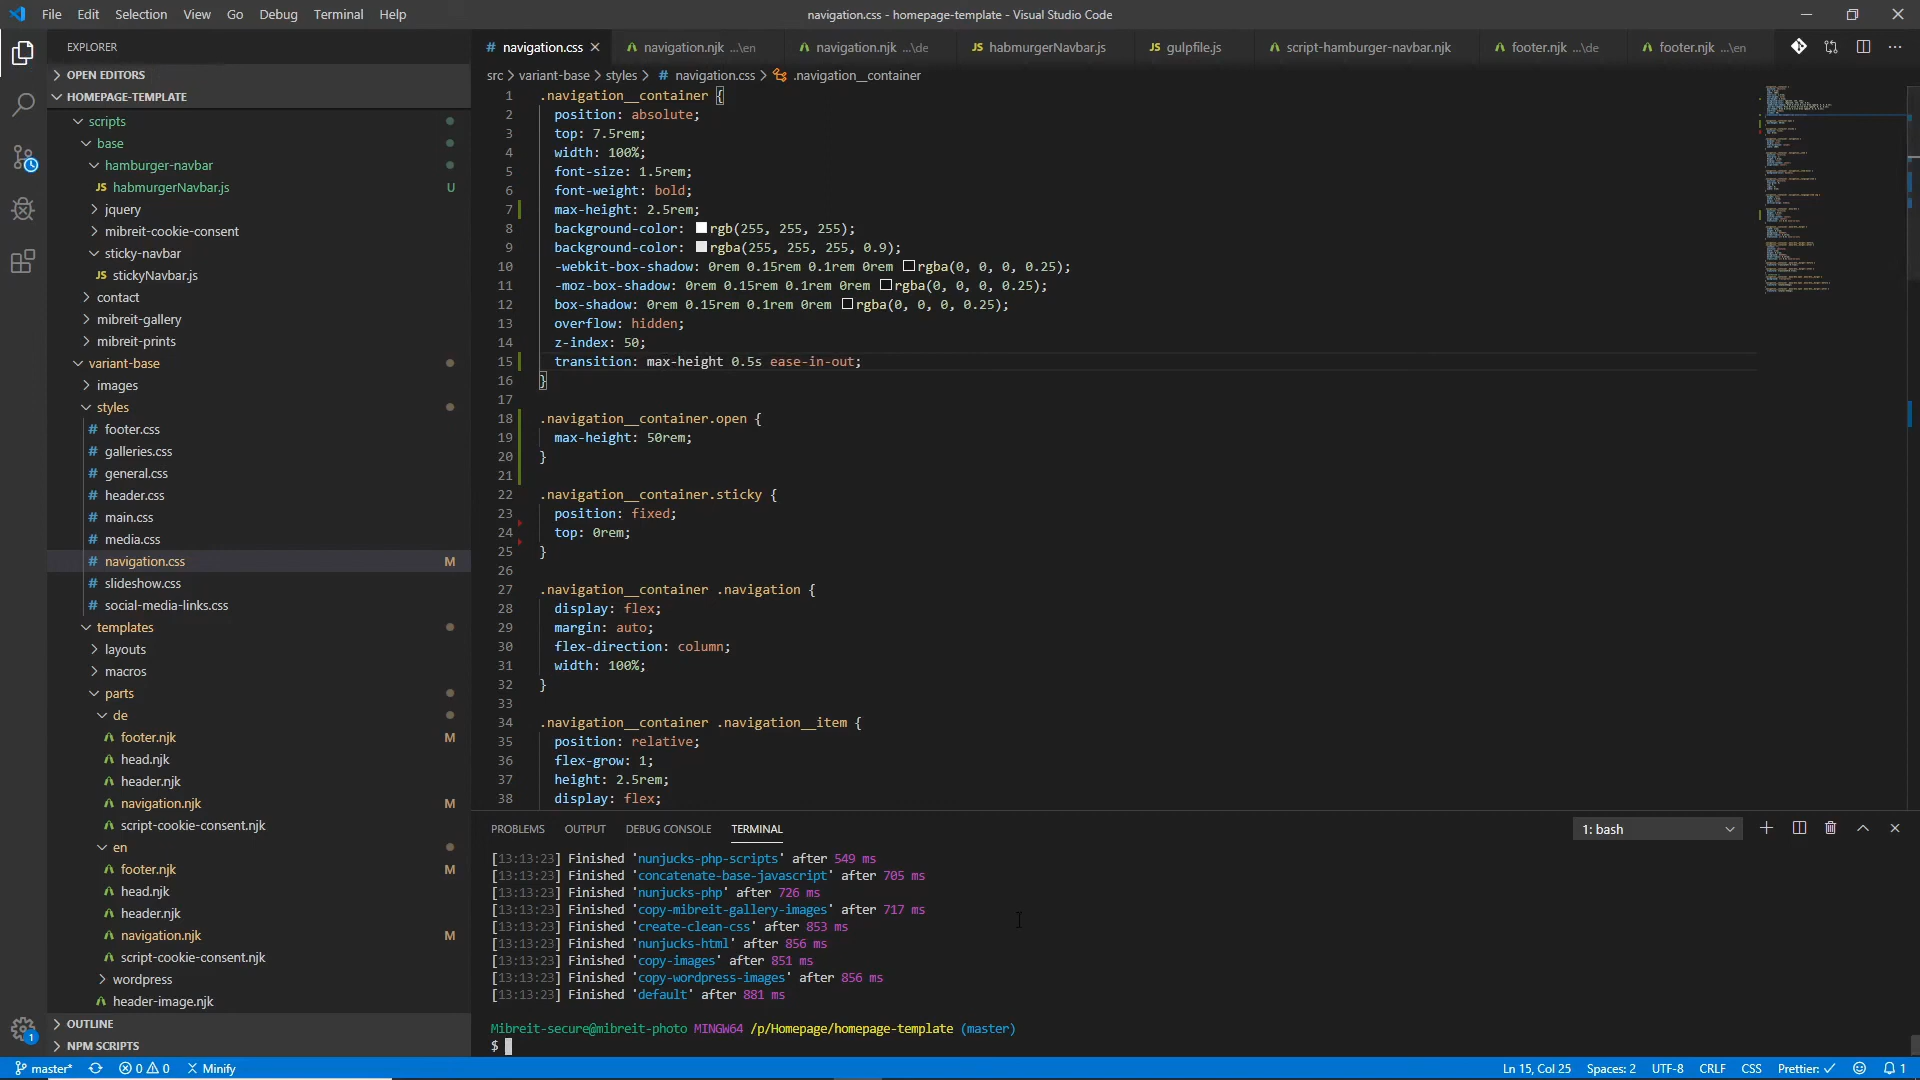 File Edit Selection View Go Debug Terminal Help
navigation.css - homepage-template - Visual Studio Code
EXPLORER
OPEN EDITORS
HOMEPAGE-TEMPLATE
scripts
base
hamburger-navbar
JS habmurgerNavbar.js U
jquery
mibreit-cookie-consent
sticky-navbar
JS stickyNavbar.js
contact
mibreit-gallery
mibreit-prints
variant-base
images
styles
# footer.css
# galleries.css
# general.css
# header.css
# main.css
# media.css
# navigation.css M
# slideshow.css
# social-media-links.css
templates
layouts
macros
parts
de
footer.njk M
head.njk
header.njk
navigation.njk M
script-cookie-consent.njk
en
footer.njk M
head.njk
header.njk
navigation.njk M
script-cookie-consent.njk
wordpress
header-image.njk
OUTLINE
NPM SCRIPTS
# navigation.css navigation.njk ...\en navigation.njk ...\de JS habmurgerNavbar.js JS gulpfile.js script-hamburger-navbar.njk footer.njk ...\de footer.njk ...\en
src > variant-base > styles > # navigation.css > .navigation__container
1 .navigation__container {
2 position: absolute;
3 top: 7.5rem;
4 width: 100%;
5 font-size: 1.5rem;
6 font-weight: bold;
7 max-height: 2.5rem;
8 background-color: rgb(255, 255, 255);
9 background-color: rgba(255, 255, 255, 0.9);
10 -webkit-box-shadow: 0rem 0.15rem 0.1rem 0rem rgba(0, 0, 0, 0.25);
11 -moz-box-shadow: 0rem 0.15rem 0.1rem 0rem rgba(0, 0, 0, 0.25);
12 box-shadow: 0rem 0.15rem 0.1rem 0rem rgba(0, 0, 0, 0.25);
13 overflow: hidden;
14 z-index: 50;
15 transition: max-height 0.5s ease-in-out;
16 }
17
18 .navigation__container.open {
19 max-height: 50rem;
20 }
21
22 .navigation__container.sticky {
23 position: fixed;
24 top: 0rem;
25 }
26
27 .navigation__container .navigation {
28 display: flex;
29 margin: auto;
30 flex-direction: column;
31 width: 100%;
32 }
33
34 .navigation__container .navigation__item {
35 position: relative;
36 flex-grow: 1;
37 height: 2.5rem;
38 display: flex;
PROBLEMS OUTPUT DEBUG CONSOLE TERMINAL 1: bash
[13:13:23] Finished 'nunjucks-php-scripts' after 549 ms
[13:13:23] Finished 'concatenate-base-javascript' after 705 ms
[13:13:23] Finished 'nunjucks-php' after 726 ms
[13:13:23] Finished 'copy-mibreit-gallery-images' after 717 ms
[13:13:23] Finished 'create-clean-css' after 853 ms
[13:13:23] Finished 'nunjucks-html' after 856 ms
[13:13:23] Finished 'copy-images' after 851 ms
[13:13:23] Finished 'copy-wordpress-images' after 856 ms
[13:13:23] Finished 'default' after 881 ms
Mibreit-secure@mibreit-photo MINGW64 /p/Homepage/homepage-template (master)
$
1
master* 0 0 Minify Ln 15, Col 25 Spaces: 2 UTF-8 CRLF CSS Prettier: ✓ 1